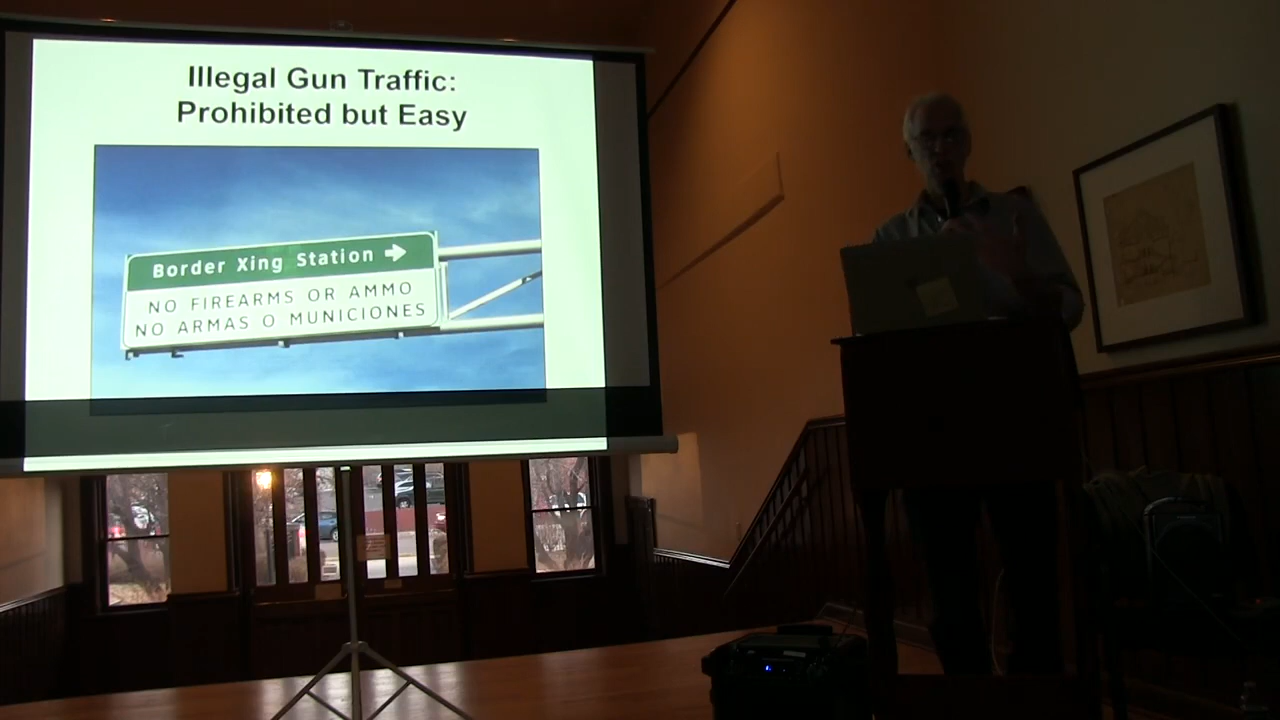 Illegal Gun Traffic:
Prohibited but Easy
Border Xing Station →
NO FIREARMS OR AMMO
NO ARMAS O MUNICIONES